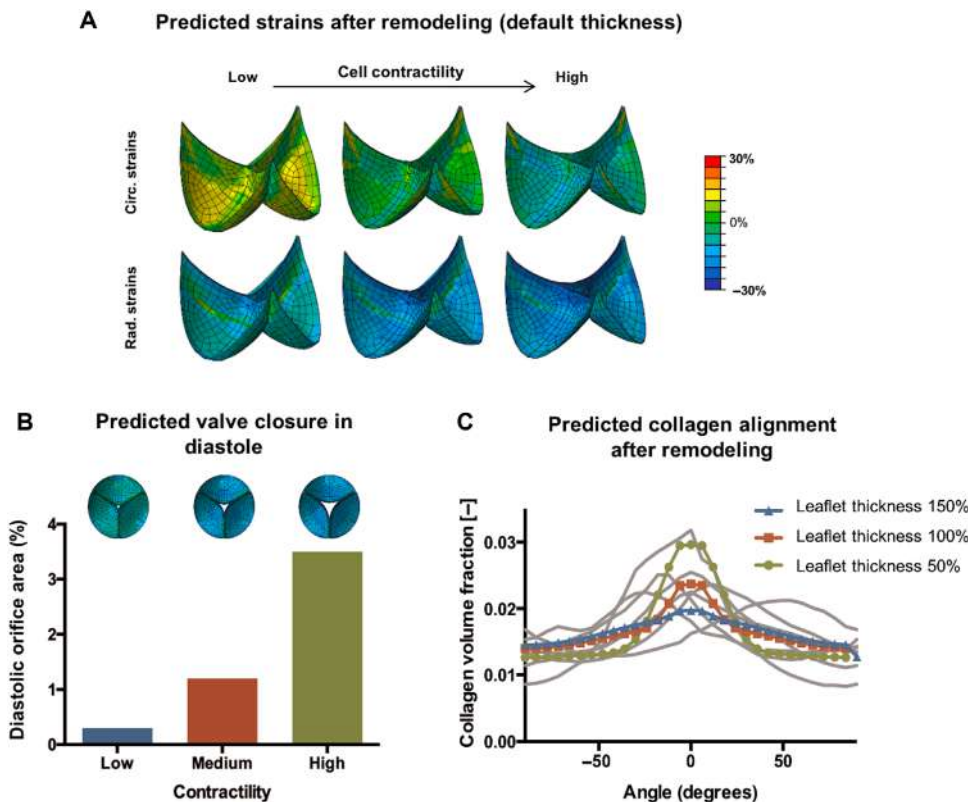 A
Predicted strains after remodeling (default thickness)
Low
Cell contractility
High
Circ. strains
Rad. strains
30%
0%
–30%
B
Predicted valve closure in
diastole
Diastolic orifice area (%)
4
3
2
1
0
Low
Medium
High
Contractility
C
Predicted collagen alignment
after remodeling
Collagen volume fraction [–]
0.03
0.02
0.01
0.00
–50
0
50
Angle (degrees)
Leaflet thickness 150%
Leaflet thickness 100%
Leaflet thickness 50%